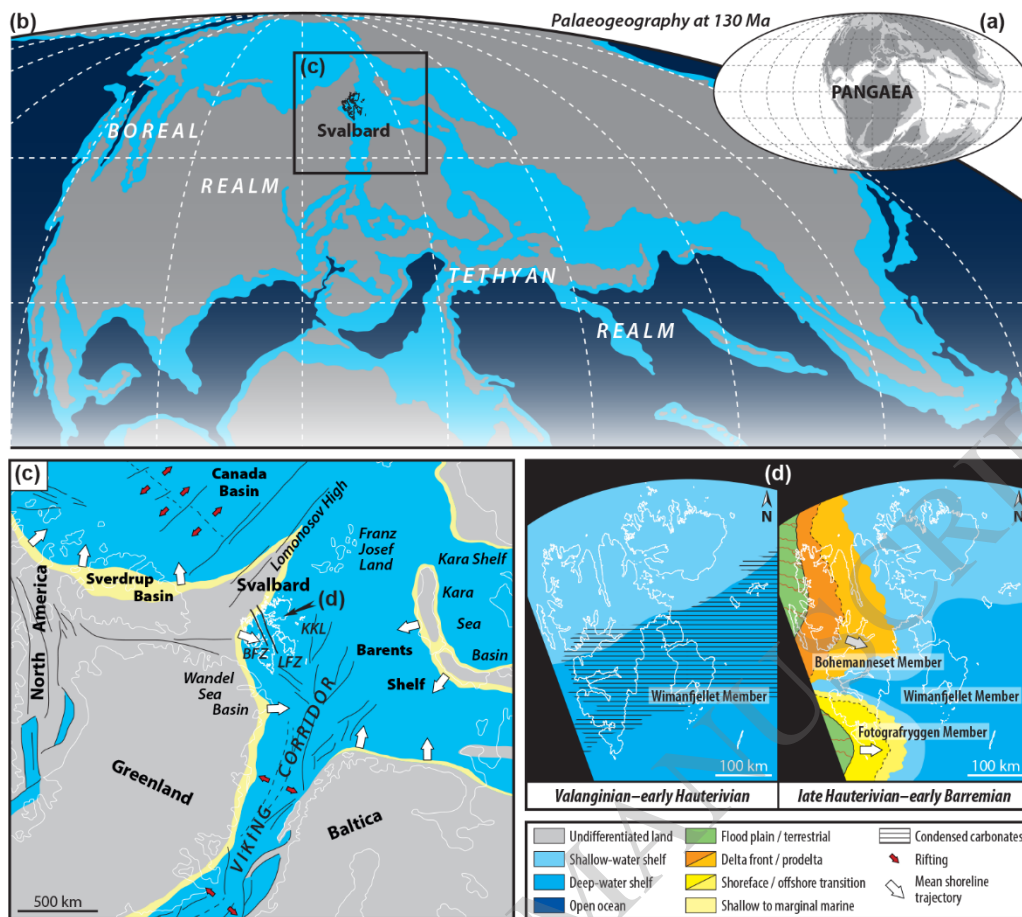 (b)
Palaeogeography at 130 Ma
(a)
PANGAEA
(c)
Svalbard
BOREAL
REALM
TETHYAN
REALM
(c)
Canada
Basin
Lomonosov High
Franz
Josef
Land
Kara Shelf
Kara
Sea
Basin
Sverdrup
Basin
Svalbard
(d)
North America
KKL
BFZ
LFZ
Barents
Shelf
Wandel
Sea
Basin
Greenland
VIKING CORRIDOR
Baltica
500 km
(d)
N
Wimanfjellet Member
100 km
N
Bohemanneset Member
Wimanfjellet Member
Fotografryggen Member
100 km
Valanginian–early Hauterivian
late Hauterivian–early Barremian
Undifferentiated land
Shallow-water shelf
Deep-water shelf
Open ocean
Flood plain / terrestrial
Delta front / prodelta
Shoreface / offshore transition
Shallow to marginal marine
Condensed carbonates
Rifting
Mean shoreline
trajectory